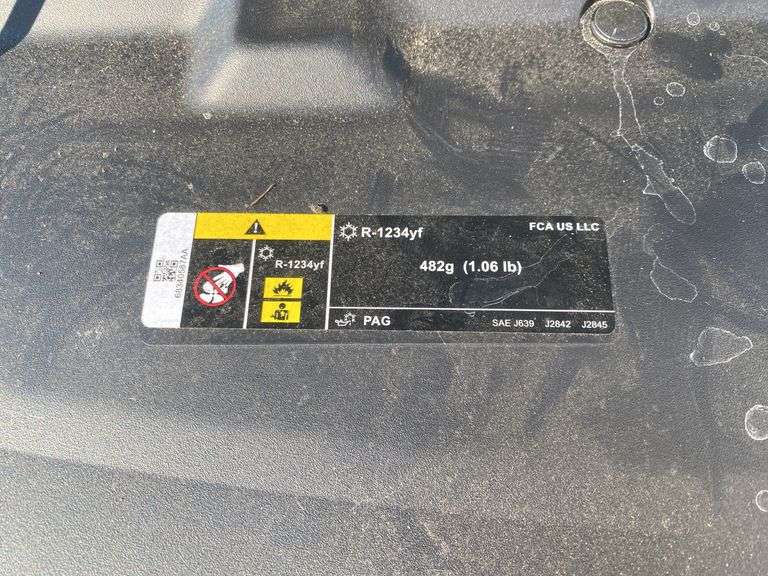 R-1234yf
R-1234yf
FCA US LLC
482g (1.06 lb)
PAG
SAE J639 J2842 J2845